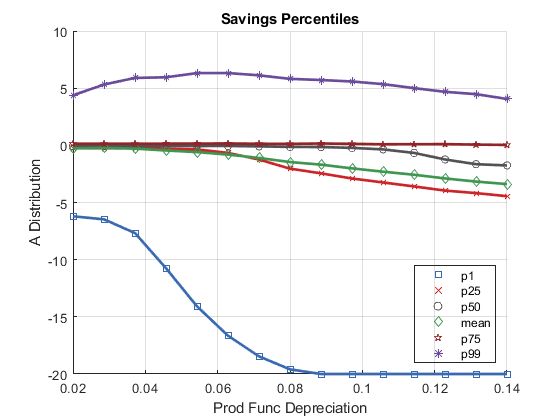 Savings Percentiles
A Distribution
10
5
0
-5
-10
-15
-20
0.02 0.04 0.06 0.08 0.1 0.12 0.14
Prod Func Depreciation
p1
p25
p50
mean
p75
p99